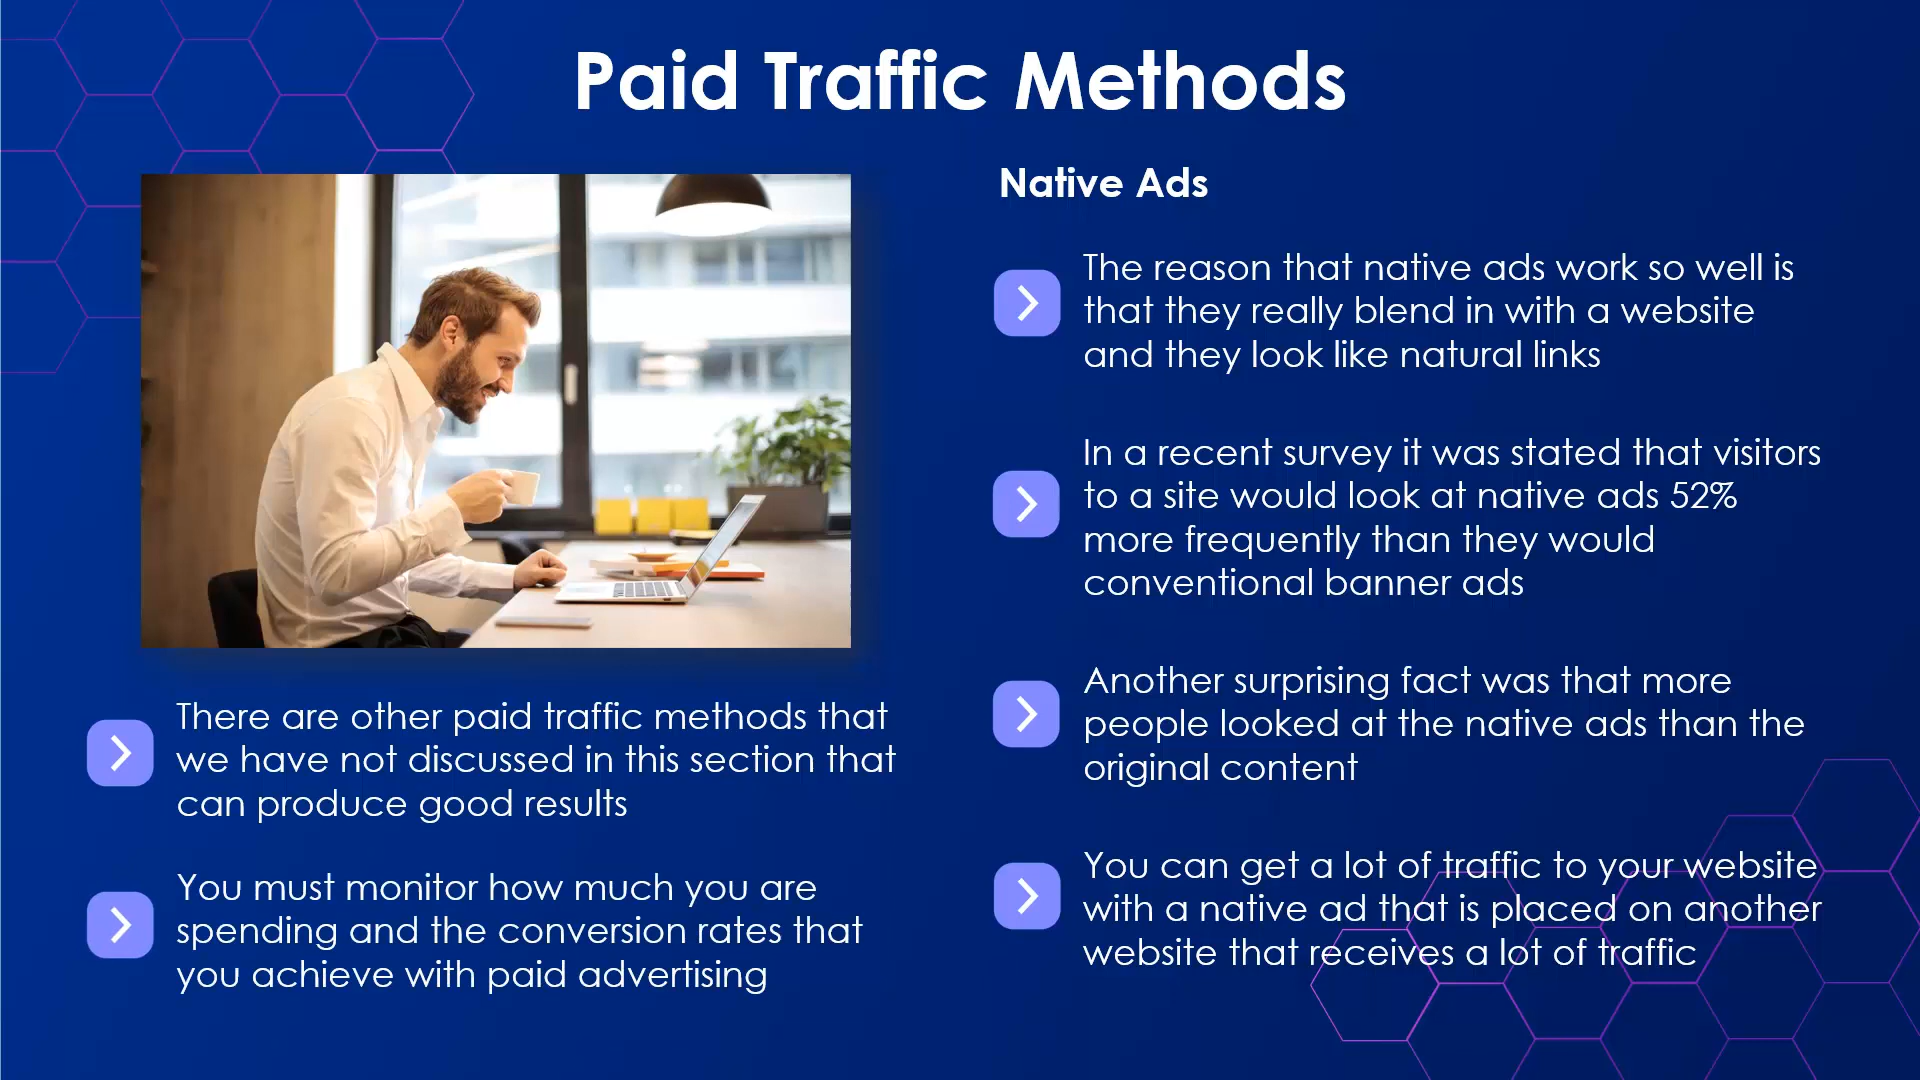 Paid Traffic Methods
Native Ads
The reason that native ads work so well is
that they really blend in with a website
and they look like natural links
In a recent survey it was stated that visitors
to a site would look at native ads 52%
more frequently than they would
conventional banner ads
Another surprising fact was that more
people looked at the native ads than the
original content
You can get a lot of traffic to your website
with a native ad that is placed on another
website that receives a lot of traffic
There are other paid traffic methods that
we have not discussed in this section that
can produce good results
You must monitor how much you are
spending and the conversion rates that
you achieve with paid advertising